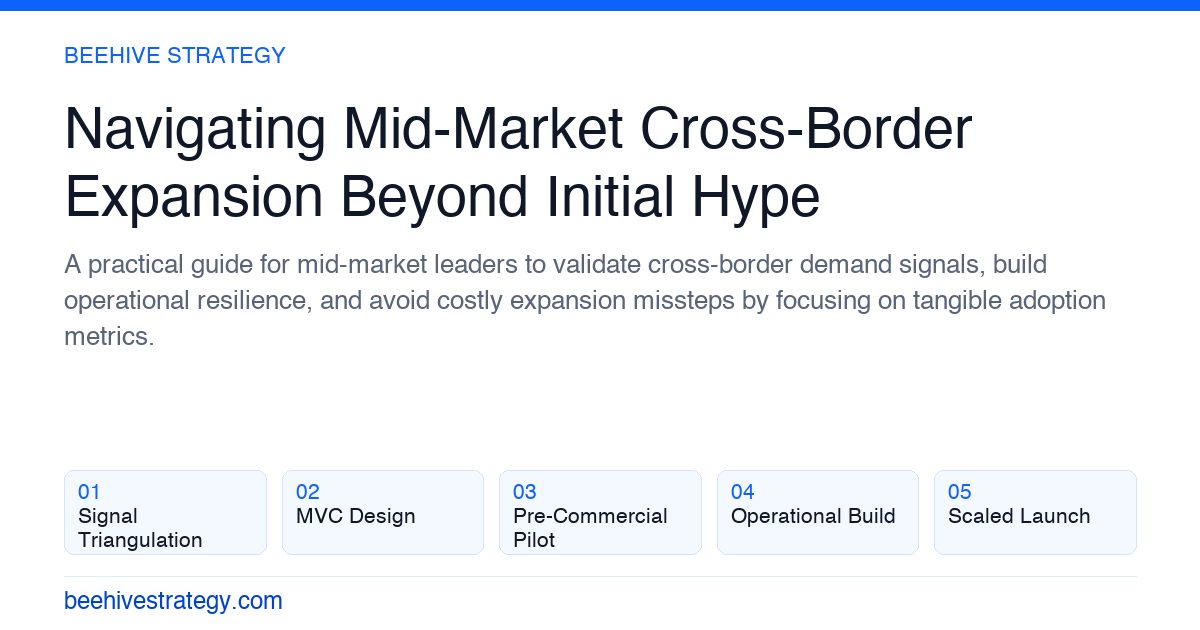 BEEHIVE STRATEGY
Navigating Mid-Market Cross-Border
Expansion Beyond Initial Hype
A practical guide for mid-market leaders to validate cross-border demand signals, build
operational resilience, and avoid costly expansion missteps by focusing on tangible adoption
metrics.
01
Signal
Triangulation
02
MVC Design
03
Pre-Commercial
Pilot
04
Operational Build
05
Scaled Launch
beehivestrategy.com